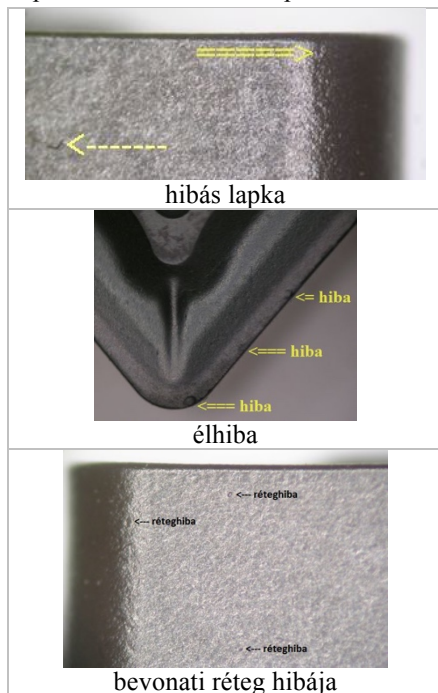 hibás lapka
<= hiba
<=== hiba
<=== hiba
élhiba
<--- réteghiba
<--- réteghiba
<--- réteghiba
bevonati réteg hibája